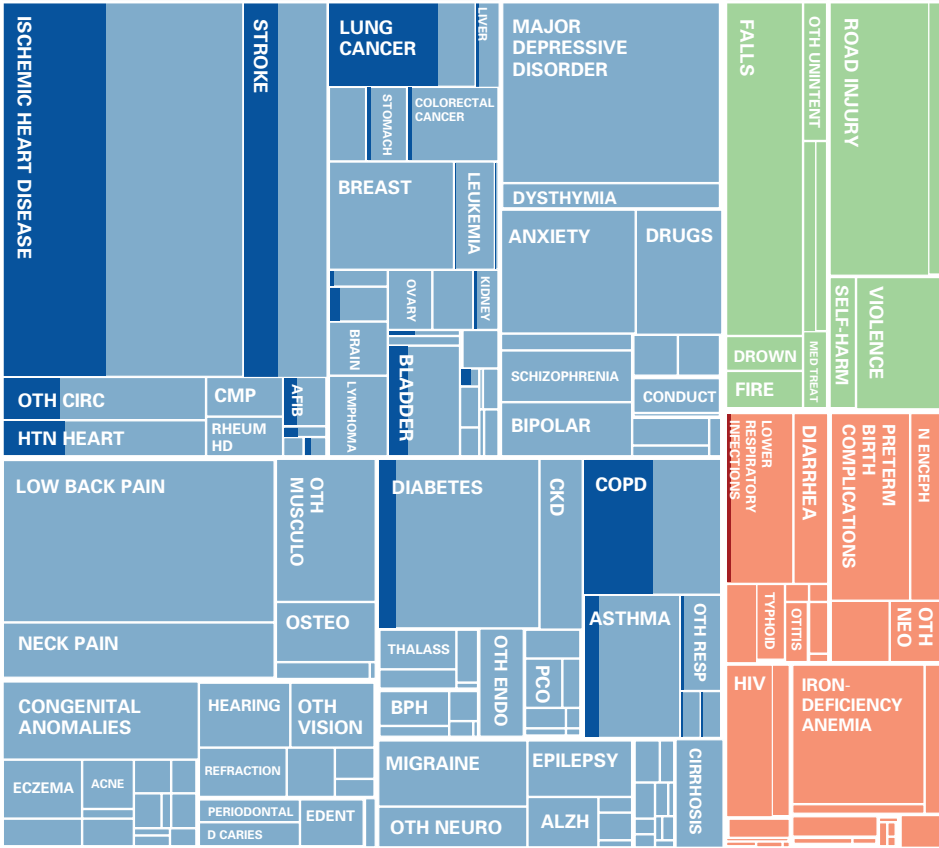 ISCHEMIC HEART DISEASE
STROKE
LUNG
CANCER
LIVER
STOMACH
COLORECTAL
CANCER
BREAST
LEUKEMIA
OVARY
KIDNEY
BRAIN
LYMPHOMA
BLADDER
OTH CIRC
CMP
AFIB
HTN HEART
RHEUM
HD
MAJOR
DEPRESSIVE
DISORDER
DYSTHYMIA
ANXIETY
DRUGS
SCHIZOPHRENIA
CONDUCT
BIPOLAR
FALLS
OTH UNINTENT
ROAD INJURY
DROWN
FIRE
MED TREAT
SELF-HARM
VIOLENCE
LOW BACK PAIN
OTH
MUSCULO
NECK PAIN
OSTEO
DIABETES
CKD
COPD
ASTHMA
OTH RESP
THALASS
OTH ENDO
PCO
BPH
LOWER
RESPIRATORY
INFECTIONS
DIARRHEA
PRETERM
BIRTH
COMPLICATIONS
N ENCEPH
TYPHOID
OTITIS
OTH
NEO
HIV
IRON-
DEFICIENCY
ANEMIA
CONGENITAL
ANOMALIES
HEARING
OTH
VISION
ECZEMA
ACNE
REFRACTION
PERIODONTAL
D CARIES
EDENT
MIGRAINE
EPILEPSY
OTH NEURO
ALZH
CIRRHOSIS